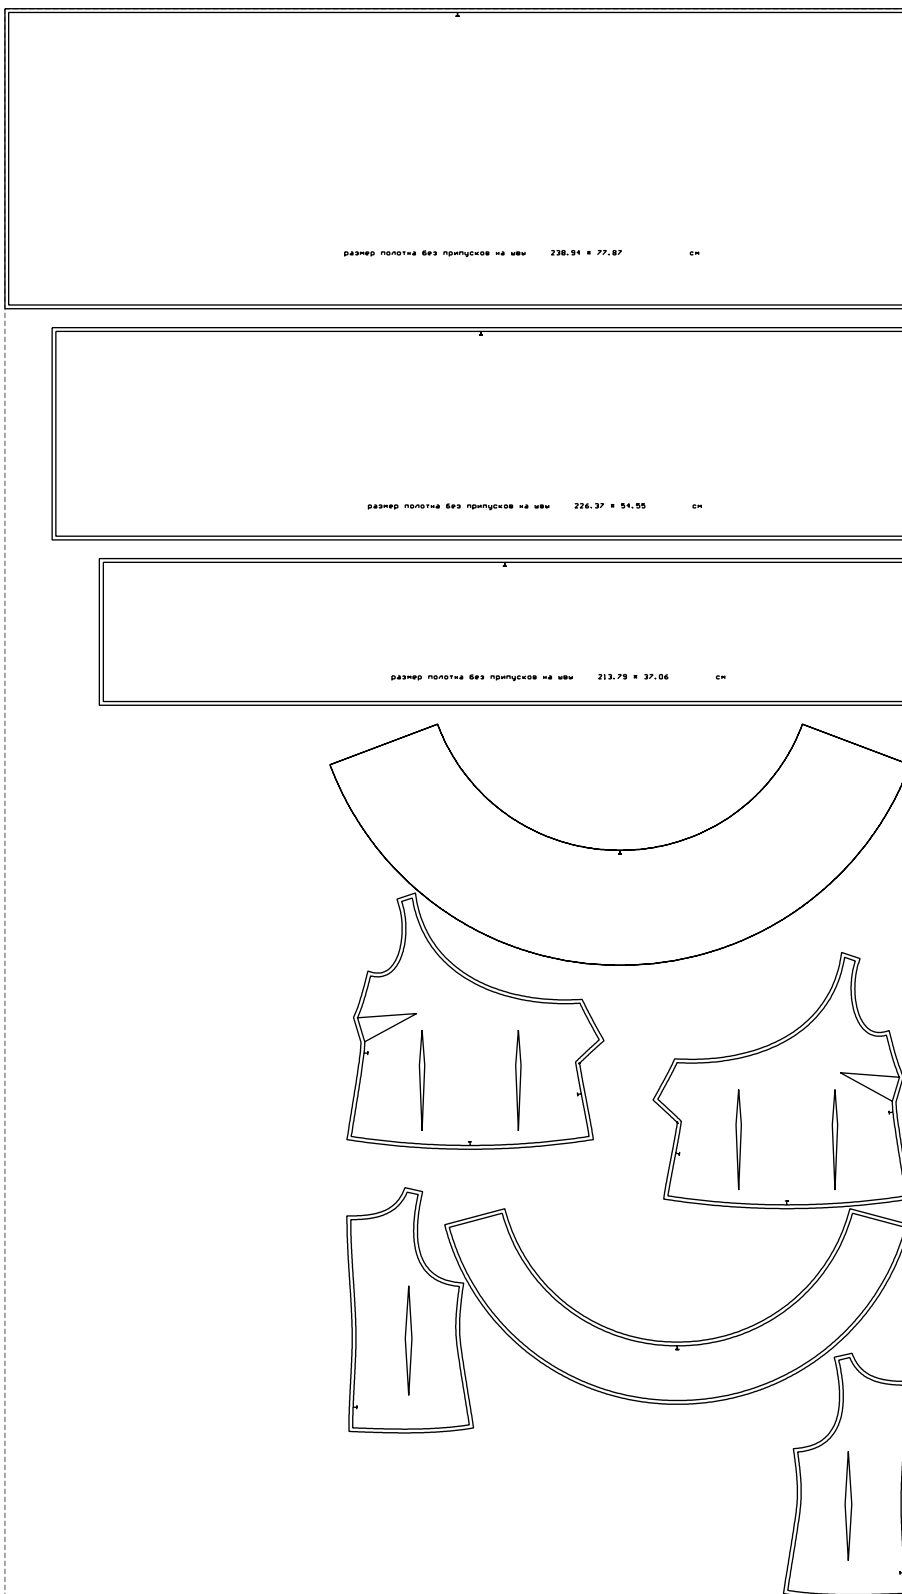 размер полотна без припусков на швы 238.94 * 77.87 см
размер полотна без припусков на швы 226.37 * 54.55 см
размер полотна без припусков на швы 213.79 * 37.06 см